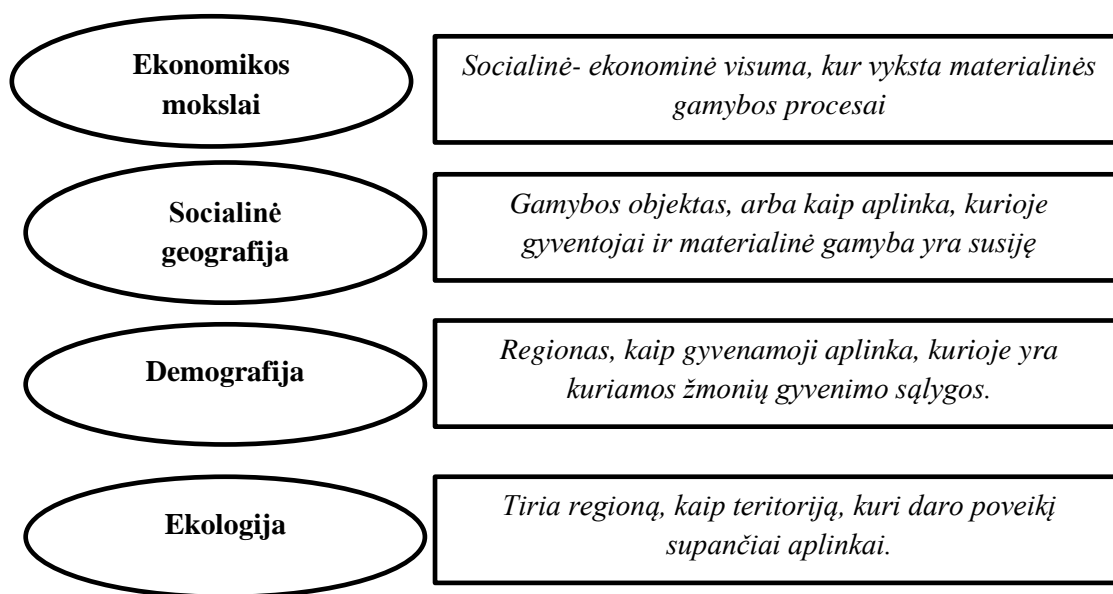 Ekonomikos
mokslai
Socialinė- ekonominė visuma, kur vyksta materialinės
gamybos procesai
Socialinė
geografija
Gamybos objektas, arba kaip aplinka, kurioje
gyventojai ir materialinė gamyba yra susiję
Demografija
Regionas, kaip gyvenamoji aplinka, kurioje yra
kuriamos žmonių gyvenimo sąlygos.
Ekologija
Tiria regioną, kaip teritoriją, kuri daro poveikį
supančiai aplinkai.